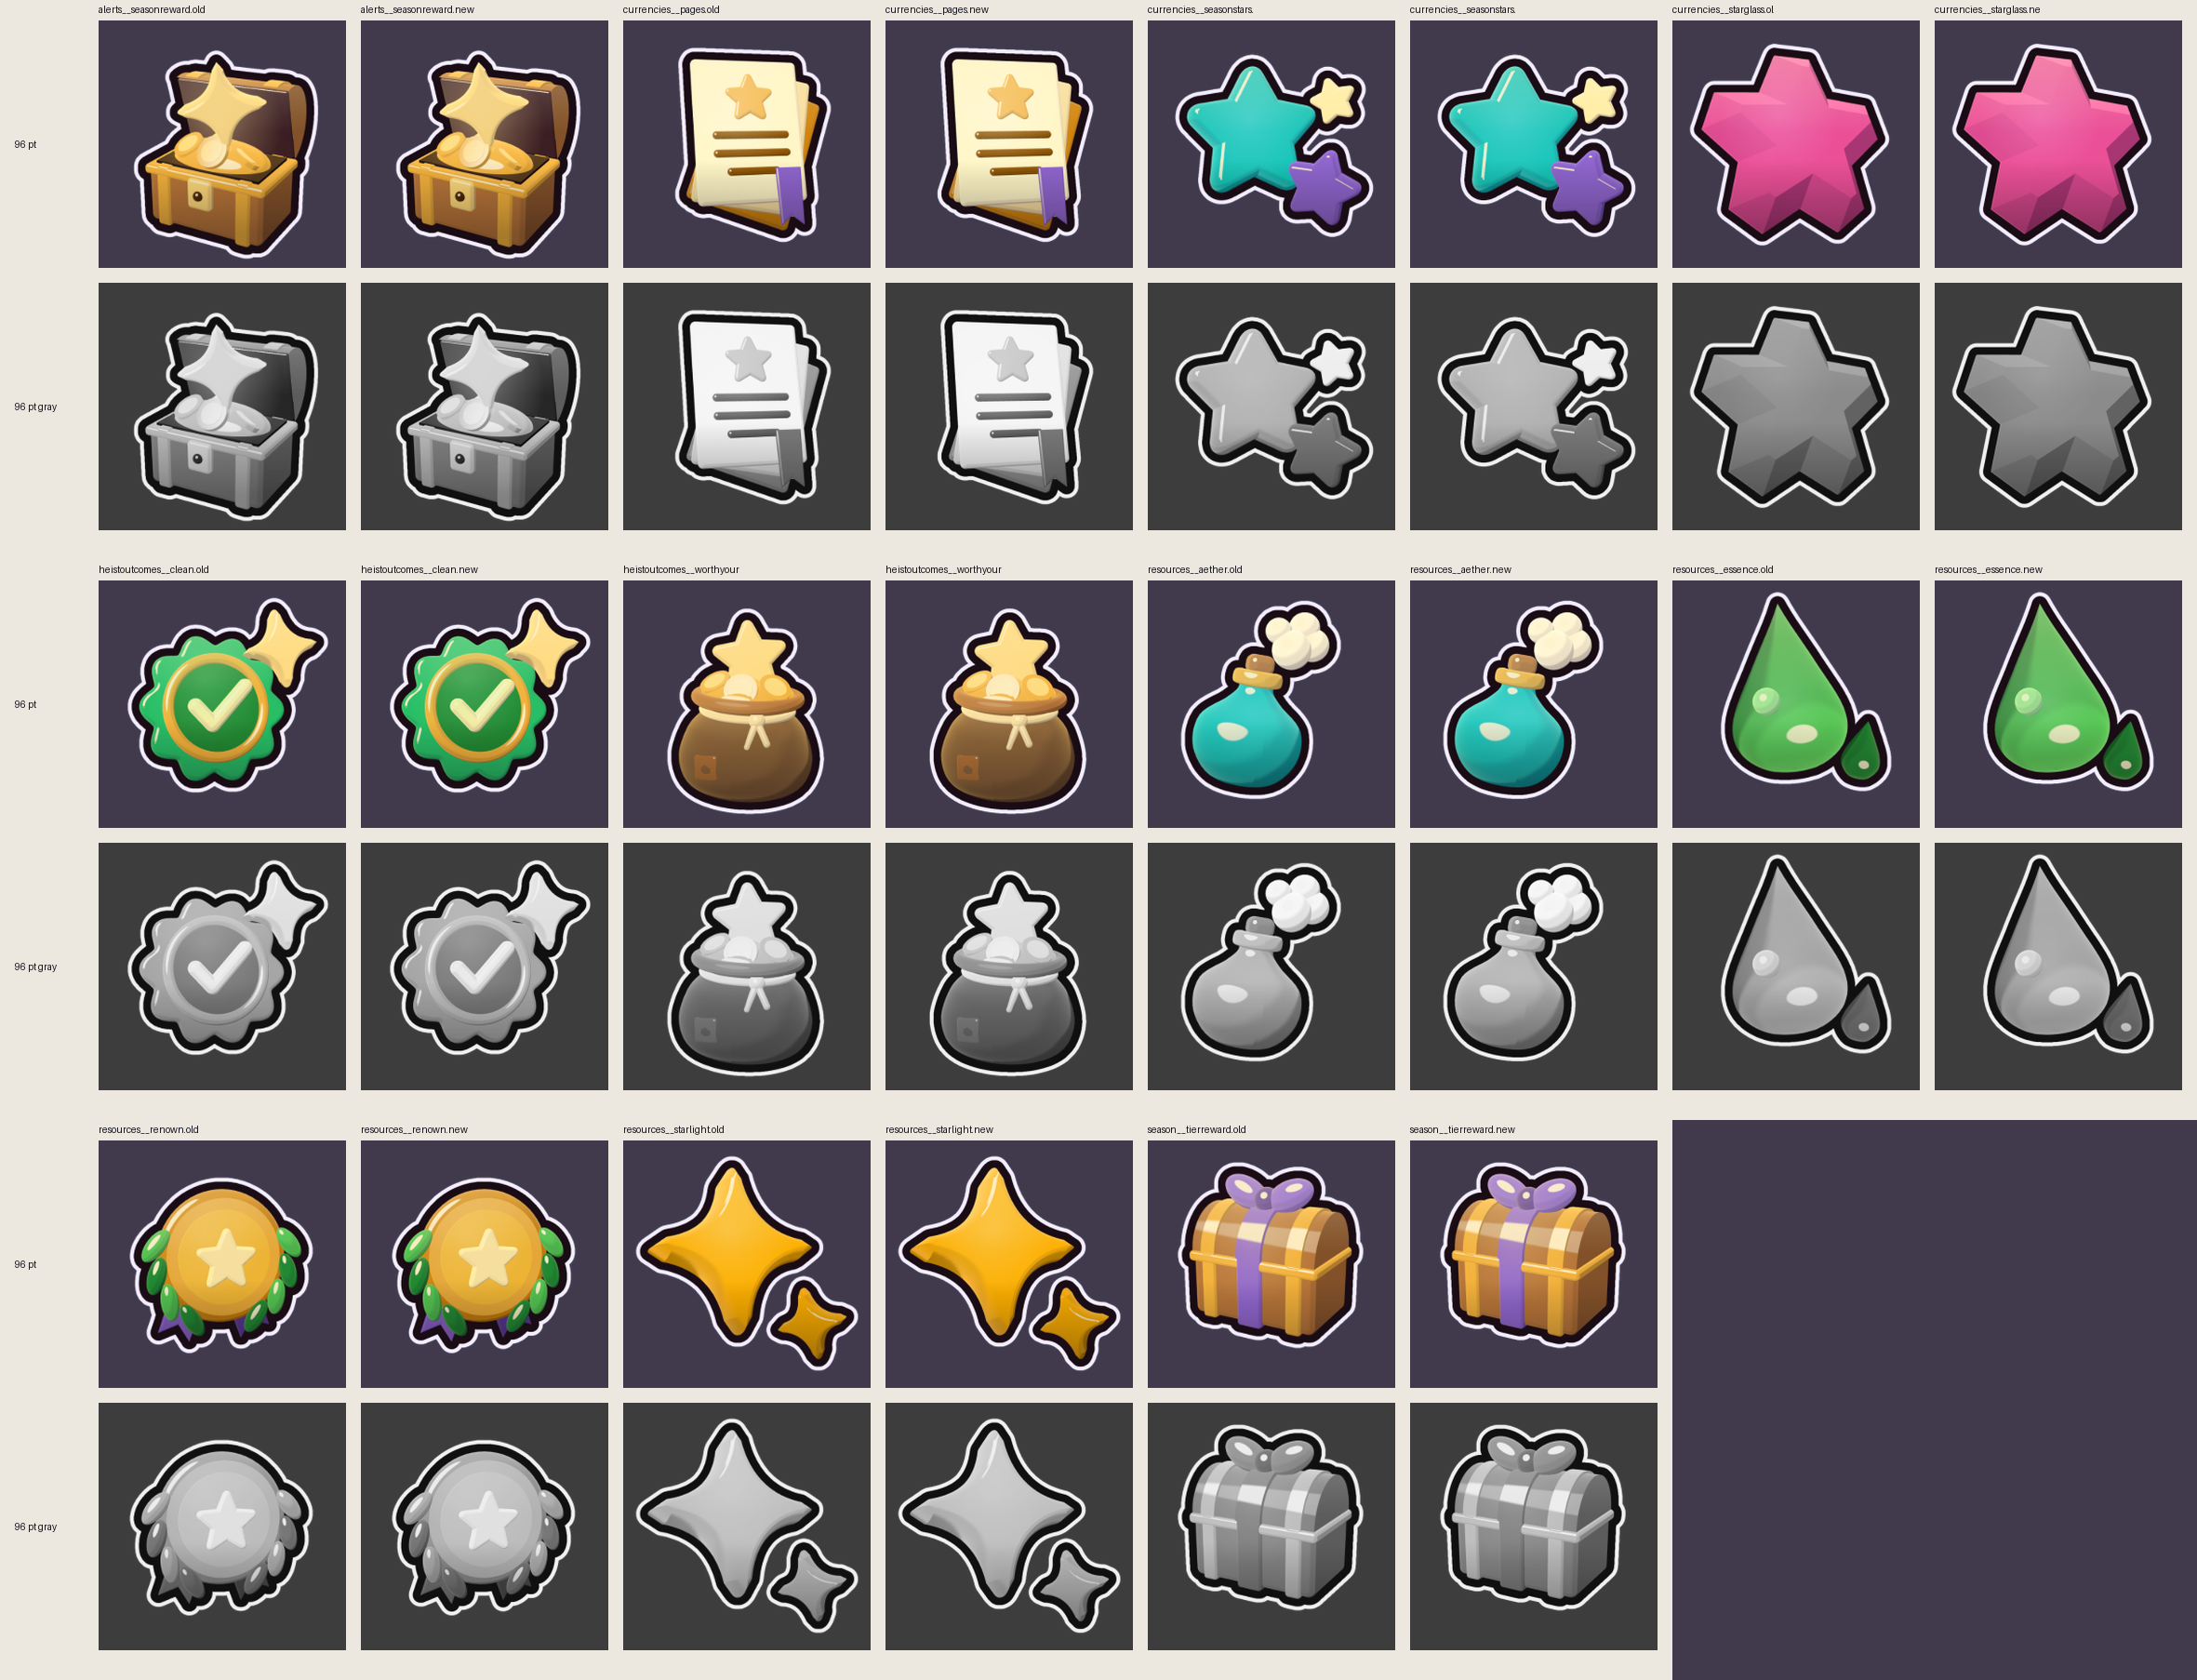 alerts__seasonreward.old alerts__seasonreward.new currencies__pages.old currencies__pages.new currencies__seasonstars. currencies__seasonstars. currencies__starglass.ol currencies__starglass.ne
96 pt
96 pt gray
heistoutcomes__clean.old heistoutcomes__clean.new heistoutcomes__worthyour heistoutcomes__worthyour resources__aether.old resources__aether.new resources__essence.old resources__essence.new
96 pt
96 pt gray
resources__renown.old resources__renown.new resources__starlight.old resources__starlight.new season__tierreward.old season__tierreward.new
96 pt
96 pt gray